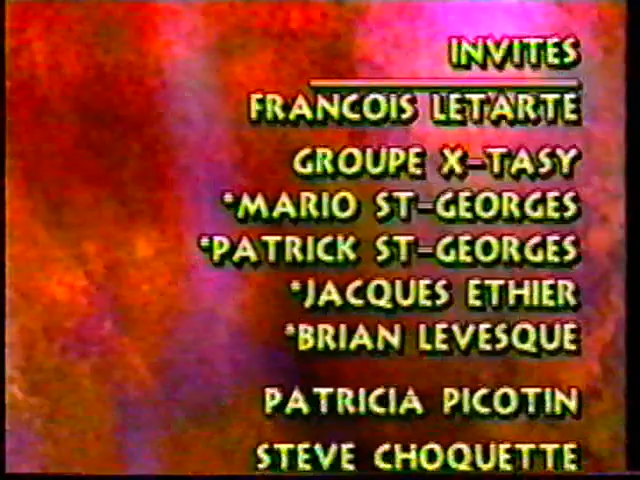 INVITES
FRANCOIS LETARTE
GROUPE X-TASY
*MARIO ST-GEORGES
*PATRICK ST-GEORGES
*JACQUES ETHIER
*BRIAN LEVESQUE
PATRICIA PICOTIN
STEVE CHOQUETTE